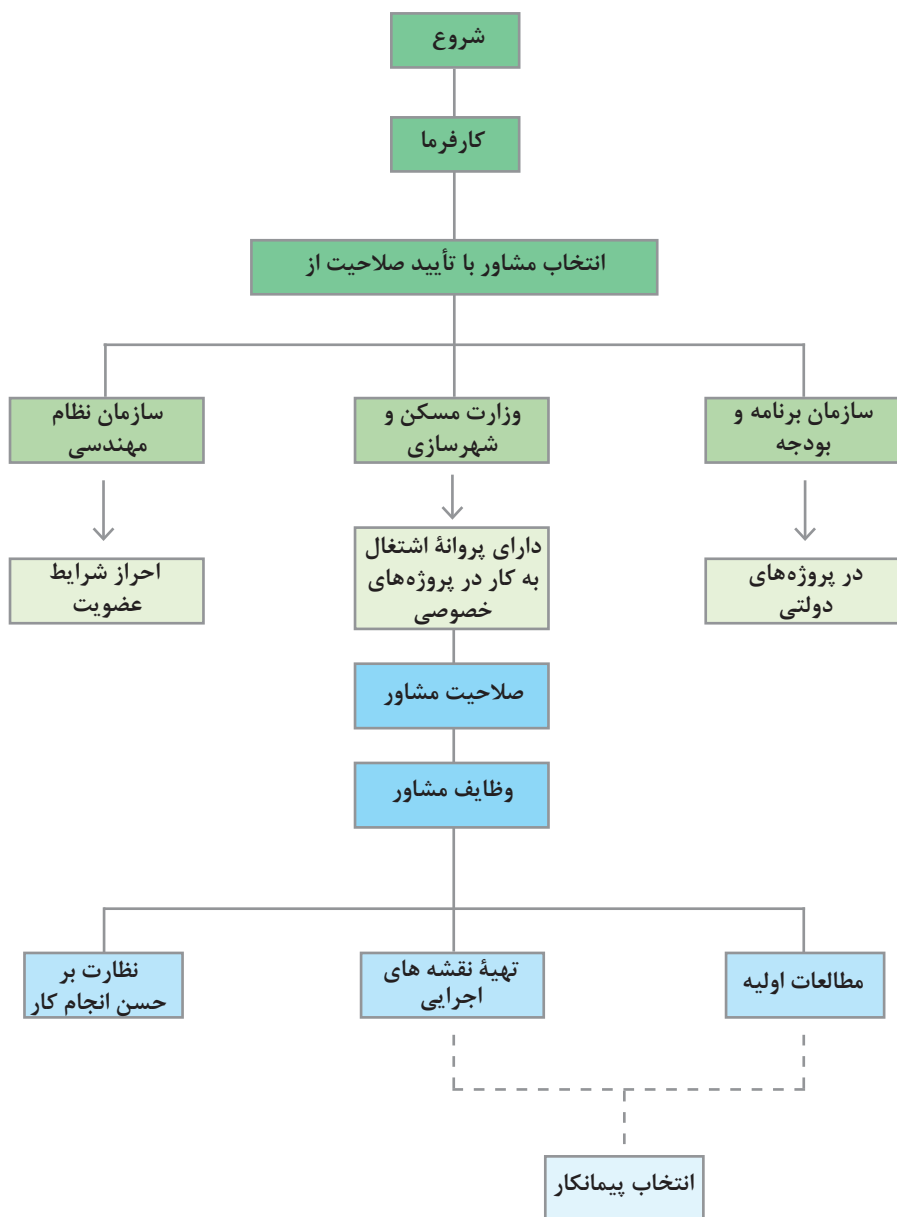 شروع
کارفرما
انتخاب مشاور با تأیید صلاحیت از
سازمان برنامه و
بودجه
وزارت مسکن و
شهرسازی
سازمان نظام
مهندسی
در پروژه‌های
دولتی
دارای پروانۀ اشتغال
به کار در پروژه‌های
خصوصی
احراز شرایط
عضویت
صلاحیت مشاور
وظایف مشاور
مطالعات اولیه
تهیۀ نقشه های
اجرایی
نظارت بر
حسن انجام کار
انتخاب پیمانکار